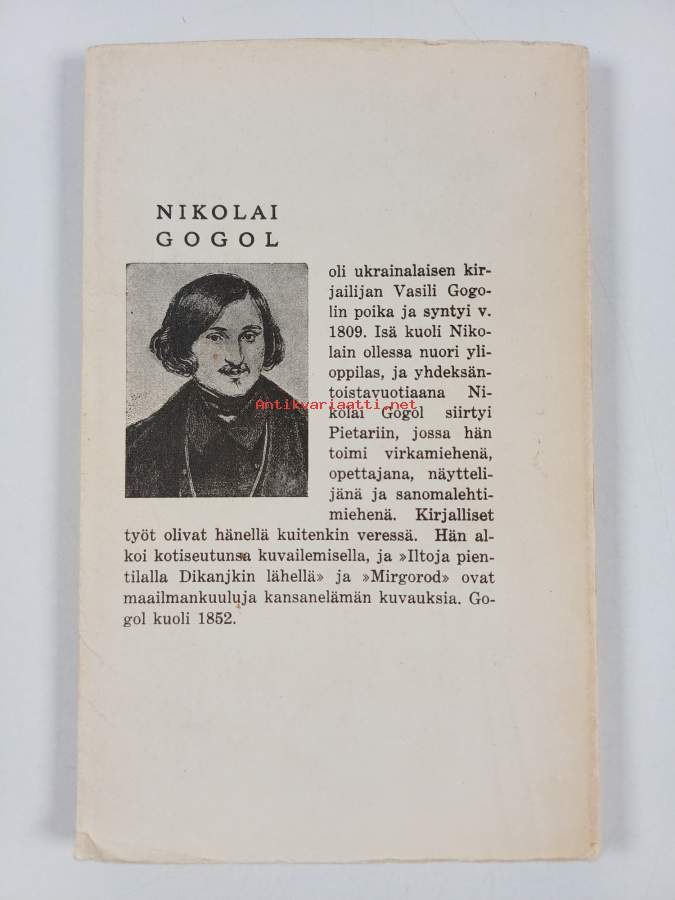 NIKOLAI
GOGOL
oli ukrainalaisen kir-
jailijan Vasili Gogo-
lin poika ja syntyi v.
1809. Isä kuoli Niko-
lain ollessa nuori yli-
oppilas, ja yhdeksän-
toistavuotiaana Ni-
kolai Gogol siirtyi
Pietariin, jossa hän
toimi virkamiehenä,
opettajana, näytteli-
jänä ja sanomalehti-
miehenä. Kirjalliset
työt olivat hänellä kuitenkin veressä. Hän al-
koi kotiseutunsa kuvailemisella, ja »Iltoja pien-
tilalla Dikanjkin lähellä» ja »Mirgorod» ovat
maailmankuuluja kansanelämän kuvauksia. Go-
gol kuoli 1852.
Antikvariaatti.net